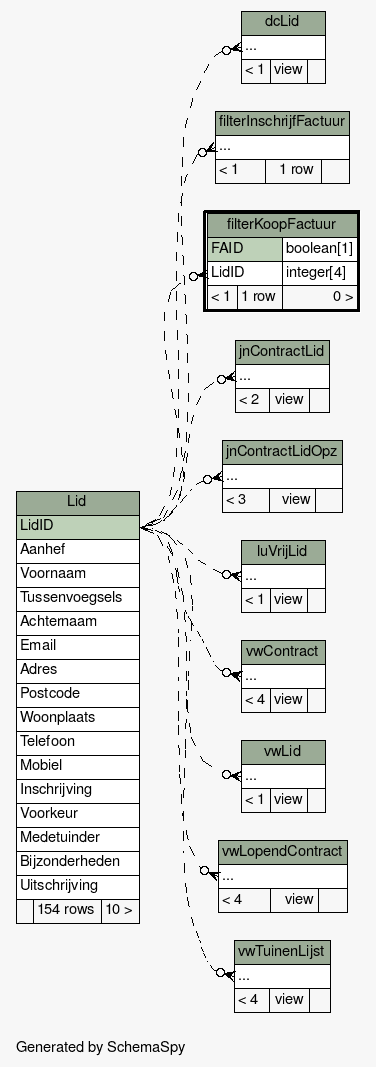 dcLid
...
< 1 view
filterInschrijfFactuur
...
< 1 1 row
filterKoopFactuur
FAID boolean[1]
LidID integer[4]
< 1 1 row 0 >
jnContractLid
...
< 2 view
jnContractLidOpz
...
< 3 view
Lid
LidID
Aanhef
Voornaam
Tussenvoegsels
Achternaam
Email
Adres
Postcode
Woonplaats
Telefoon
Mobiel
Inschrijving
Voorkeur
Medetuinder
Bijzonderheden
Uitschrijving
154 rows 10 >
luVrijLid
...
< 1 view
vwContract
...
< 4 view
vwLid
...
< 1 view
vwLopendContract
...
< 4 view
vwTuinenLijst
...
< 4 view
Generated by SchemaSpy